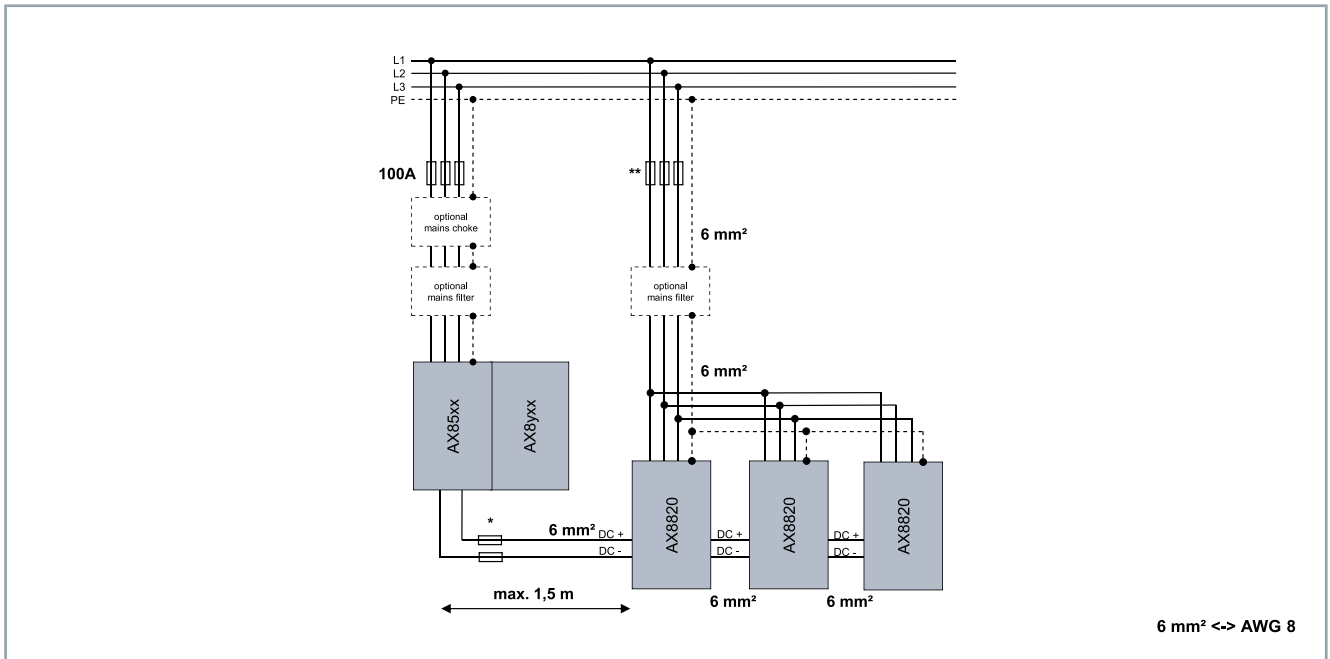 L1
L2
L3
PE
100A
**
optional
mains choke
6 mm²
optional
mains filter
optional
mains filter
6 mm²
AX85xx
AX8yxx
*
6 mm²
DC +
DC -
AX8820
DC +
DC -
AX8820
DC +
DC -
AX8820
max. 1,5 m
6 mm²
6 mm²
6 mm² <-> AWG 8